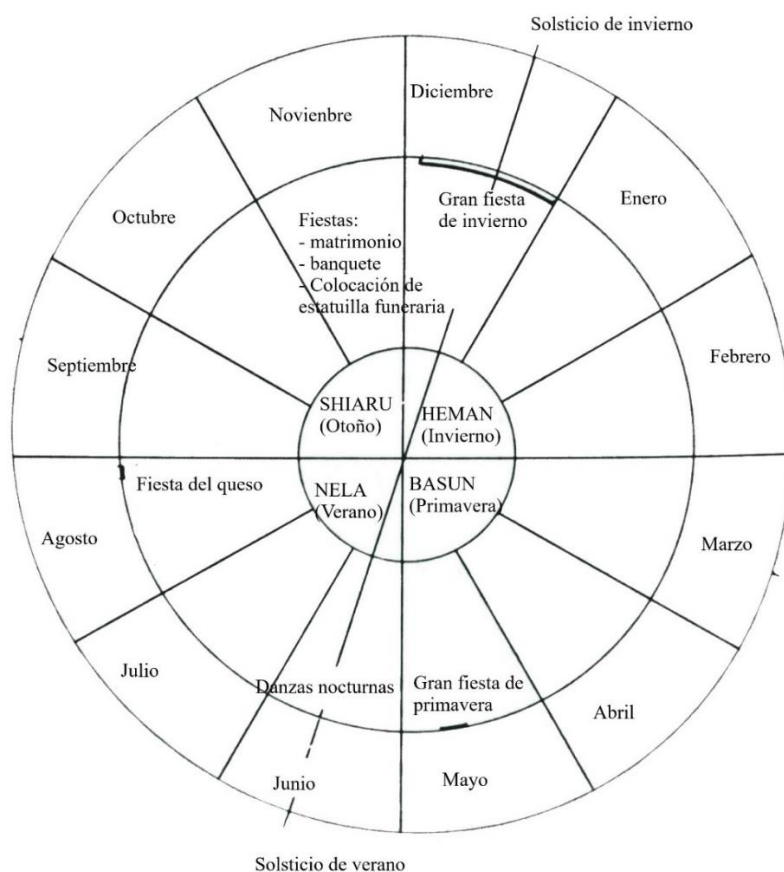 Solsticio de invierno
Diciembre
Novienbre
Enero
Gran fiesta
de invierno
Octubre
Fiestas:
- matrimonio
- banquete
- Colocación de
estatuilla funeraria
Febrero
Septiembre
SHIARU
(Otoño)
HEMAN
(Invierno)
Fiesta del queso
NELA
(Verano)
BASUN
(Primavera)
Agosto
Marzo
Julio
Danzas nocturnas
Gran fiesta de
primavera
Abril
Junio
Mayo
Solsticio de verano